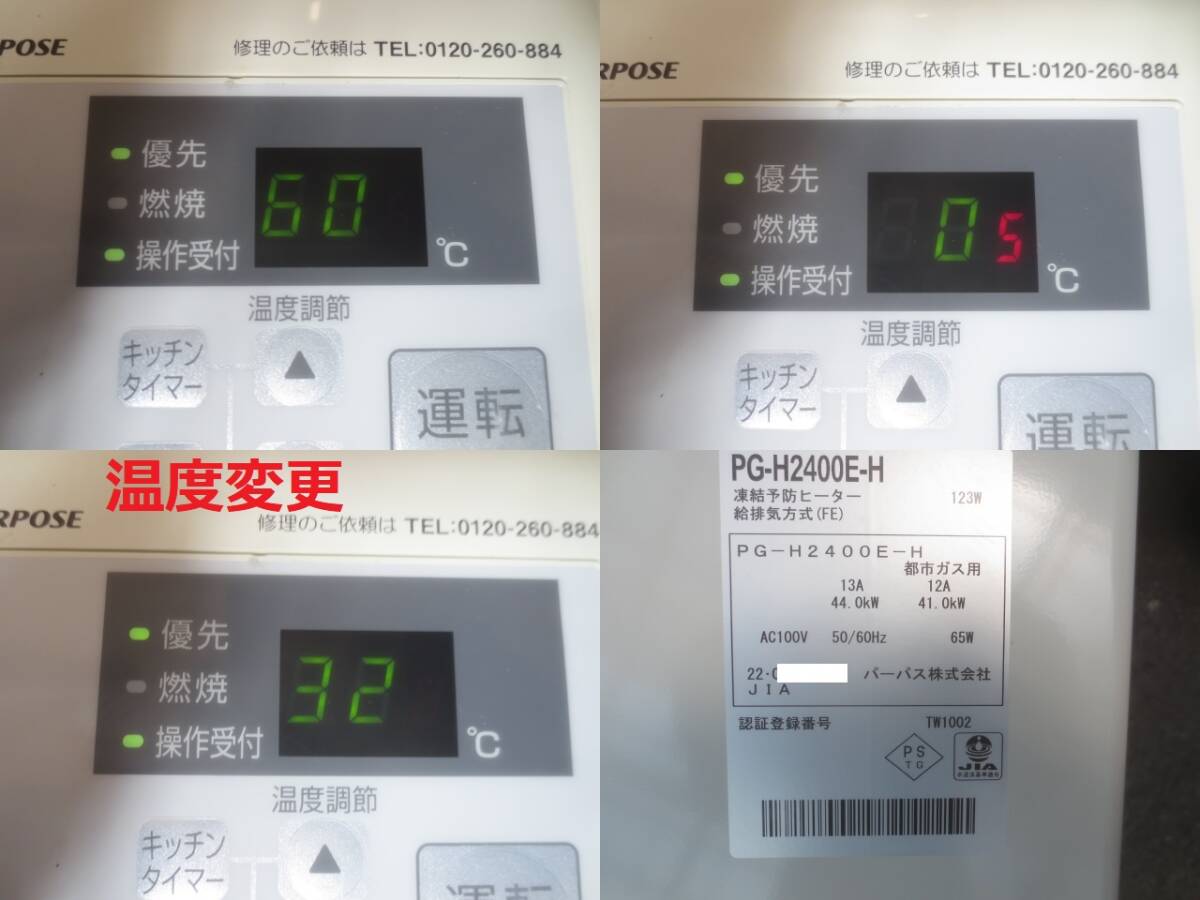 RPOSE 修理のご依頼は TEL:0120-260-884
優先
燃焼
操作受付
60
℃
温度調節
キッチン
タイマー
▲
運転
RPOSE 修理のご依頼は TEL:0120-260-884
優先
燃焼
操作受付
0 5
℃
温度調節
キッチン
タイマー
▲
運転
温度変更
RPOSE 修理のご依頼は TEL:0120-260-884
優先
燃焼
操作受付
32
℃
温度調節
キッチン
タイマー
▲
運転
PG-H2400E-H
凍結予防ヒーター 123W
給排気方式(FE)
PG-H2400E-H
都市ガス用
13A 12A
44.0kW 41.0kW
AC100V 50/60Hz 65W
22・0 パーパス株式会社
JIA
認証登録番号 TW1002
PS
TG
JIA